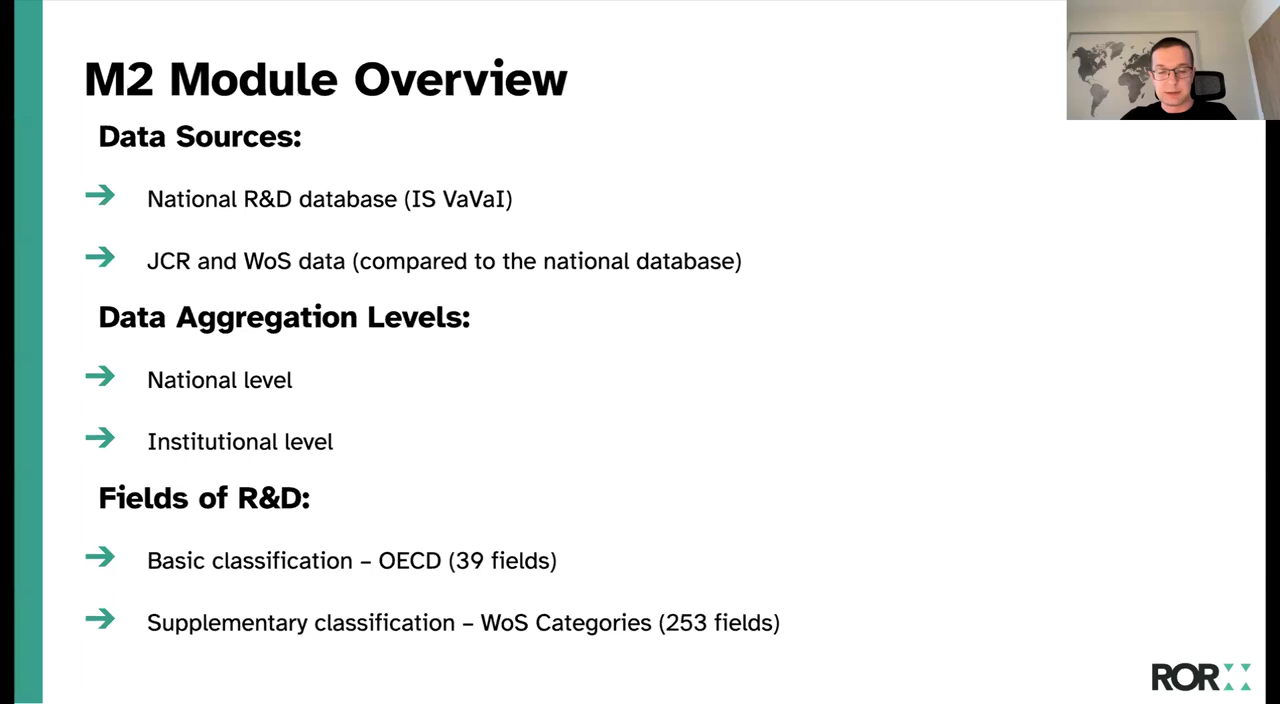 M2 Module Overview
Data Sources:
National R&D database (IS VaVaI)
JCR and WoS data (compared to the national database)
Data Aggregation Levels:
National level
Institutional level
Fields of R&D:
Basic classification – OECD (39 fields)
Supplementary classification – WoS Categories (253 fields)
ROR